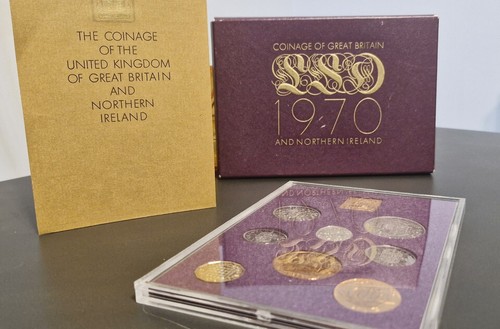 THE COINAGE
OF THE
UNITED KINGDOM
OF GREAT BRITAIN
AND
NORTHERN
IRELAND
COINAGE OF GREAT BRITAIN
LSD
1970
AND NORTHERN IRELAND